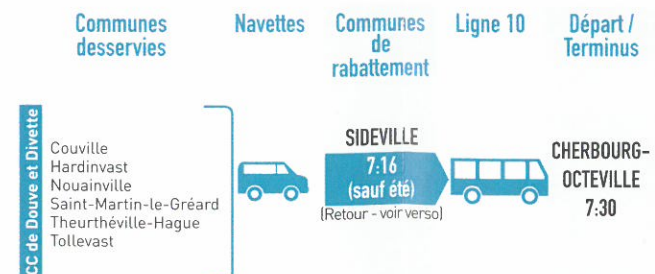 Communes
desservies
Navettes
Communes
de
rabattement
Ligne 10
Départ /
Terminus
CC de Douve et Divette
Couville
Hardinvast
Nouainville
Saint-Martin-le-Gréard
Theurthéville-Hague
Tollevast
SIDEVILLE
7:16
(sauf été)
(Retour - voir verso)
CHERBOURG-
OCTEVILLE
7:30